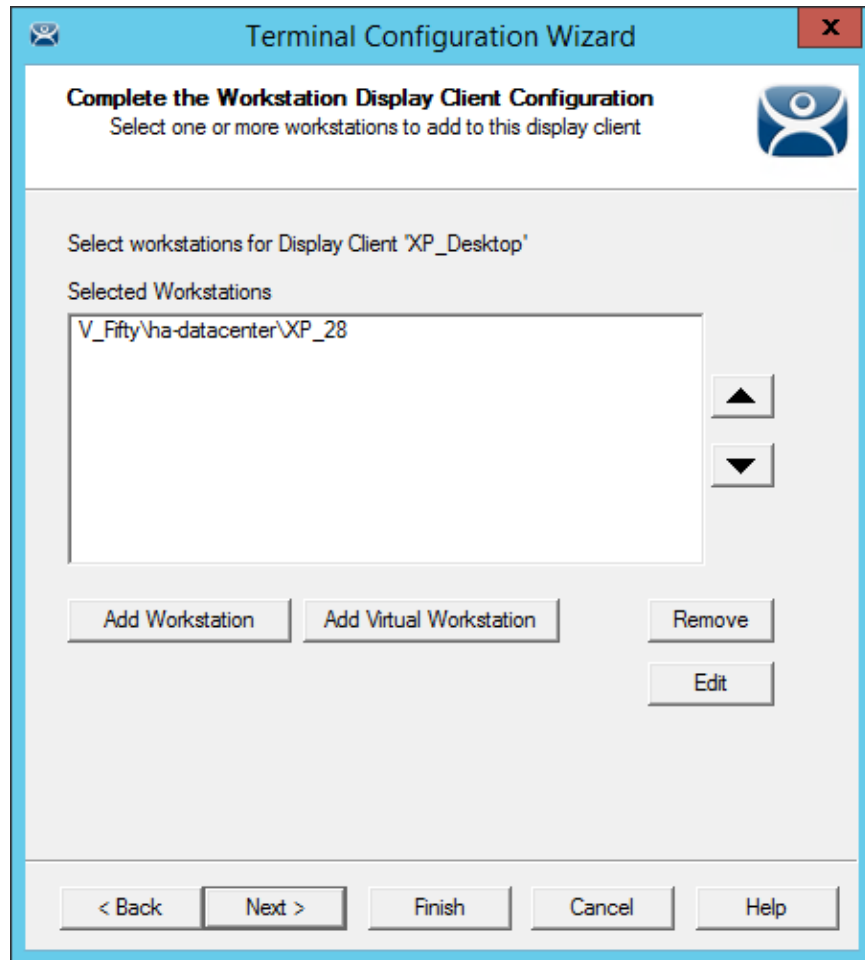 Terminal Configuration Wizard
x
Complete the Workstation Display Client Configuration
Select one or more workstations to add to this display client
Select workstations for Display Client 'XP_Desktop'
Selected Workstations
V_Fifty\ha-datacenter\XP_28
Add Workstation
Add Virtual Workstation
Remove
Edit
< Back
Next >
Finish
Cancel
Help